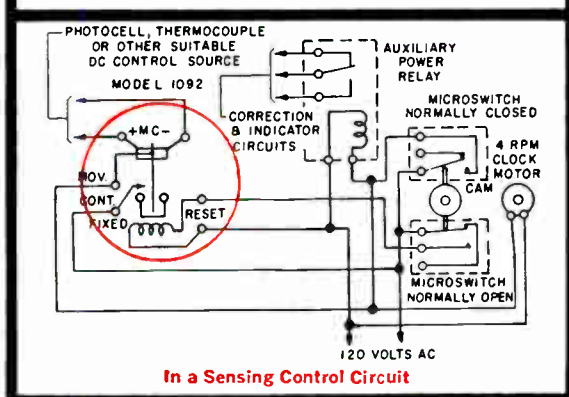 PHOTOCELL, THERMOCOUPLE
OR OTHER SUITABLE
DC CONTROL SOURCE
MODEL 1092
+MC-
MOV.
CONT.
FIXED
RESET
CORRECTION
& INDICATOR
CIRCUITS
AUXILIARY
POWER
RELAY
MICROSWITCH
NORMALLY CLOSED
4 RPM
CLOCK
MOTOR
CAM
MICROSWITCH
NORMALLY OPEN
120 VOLTS AC
In a Sensing Control Circuit